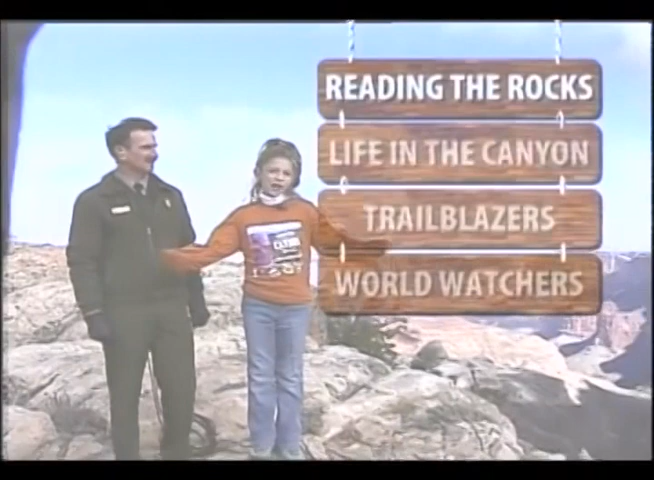 READING THE ROCKS
LIFE IN THE CANYON
TRAILBLAZERS
WORLD WATCHERS